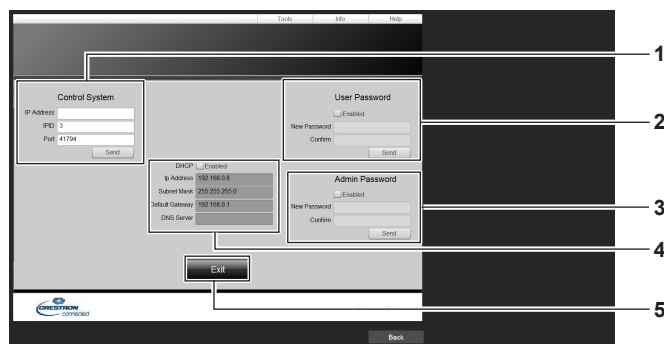 Tools Info Help
1
Control System
IP Address
IPID 3
Port 41794
Send
User Password
Enabled
New Password
Confirm
Send
2
DHCP Enabled
Ip Address 192.168.0.8
Subnet Mask 255.255.255.0
Default Gateway 192.168.0.1
DNS Server
Admin Password
Enabled
New Password
Confirm
Send
3
4
Exit
5
CRESTRON
connected
Back